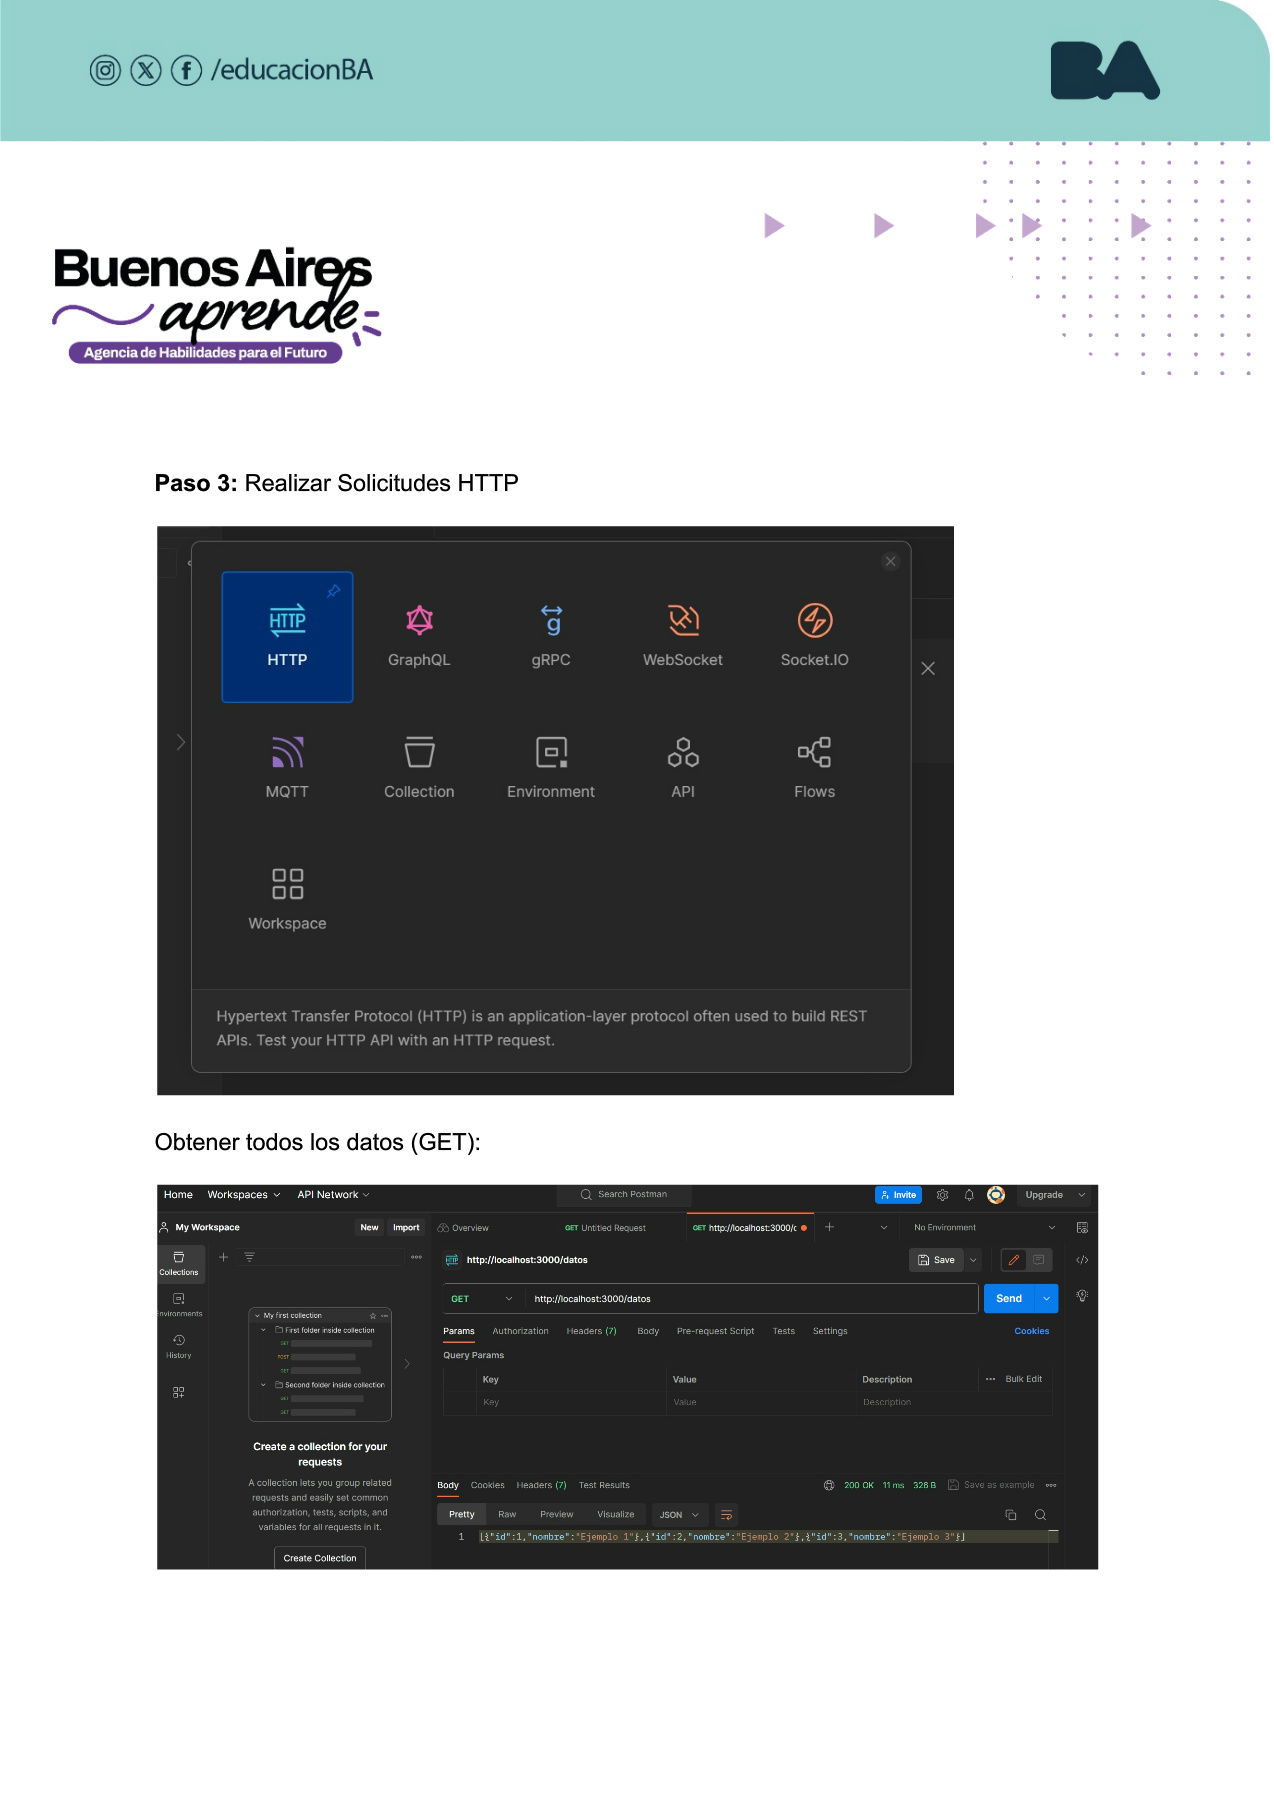 /educacionBA
BA
Buenos Aires
aprende
Agencia de Habilidades para el Futuro
Paso 3: Realizar Solicitudes HTTP
HTTP
HTTP
GraphQL
g
gRPC
WebSocket
Socket.IO
MQTT
Collection
Environment
API
Flows
Workspace
Hypertext Transfer Protocol (HTTP) is an application-layer protocol often used to build REST
APIs. Test your HTTP API with an HTTP request.
Obtener todos los datos (GET):
Home Workspaces API Network Search Postman Invite Upgrade
My Workspace New Import Overview GET Untitled Request GET http://localhost:3000/c No Environment
Collections
HTTP http://localhost:3000/datos Save
nvironments
GET http://localhost:3000/datos Send
History
My first collection
First folder inside collection
GET
POST
GET
Second folder inside collection
GET
GET
Params Authorization Headers (7) Body Pre-request Script Tests Settings Cookies
Query Params
Key Value Description Bulk Edit
Key Value Description
Create a collection for your
requests
A collection lets you group related
requests and easily set common
authorization, tests, scripts, and
variables for all requests in it.
Create Collection
Body Cookies Headers (7) Test Results 200 OK 11 ms 326 B Save as example
Pretty Raw Preview Visualize JSON
1 [{"id":1,"nombre":"Ejemplo 1"},{"id":2,"nombre":"Ejemplo 2"},{"id":3,"nombre":"Ejemplo 3"}]